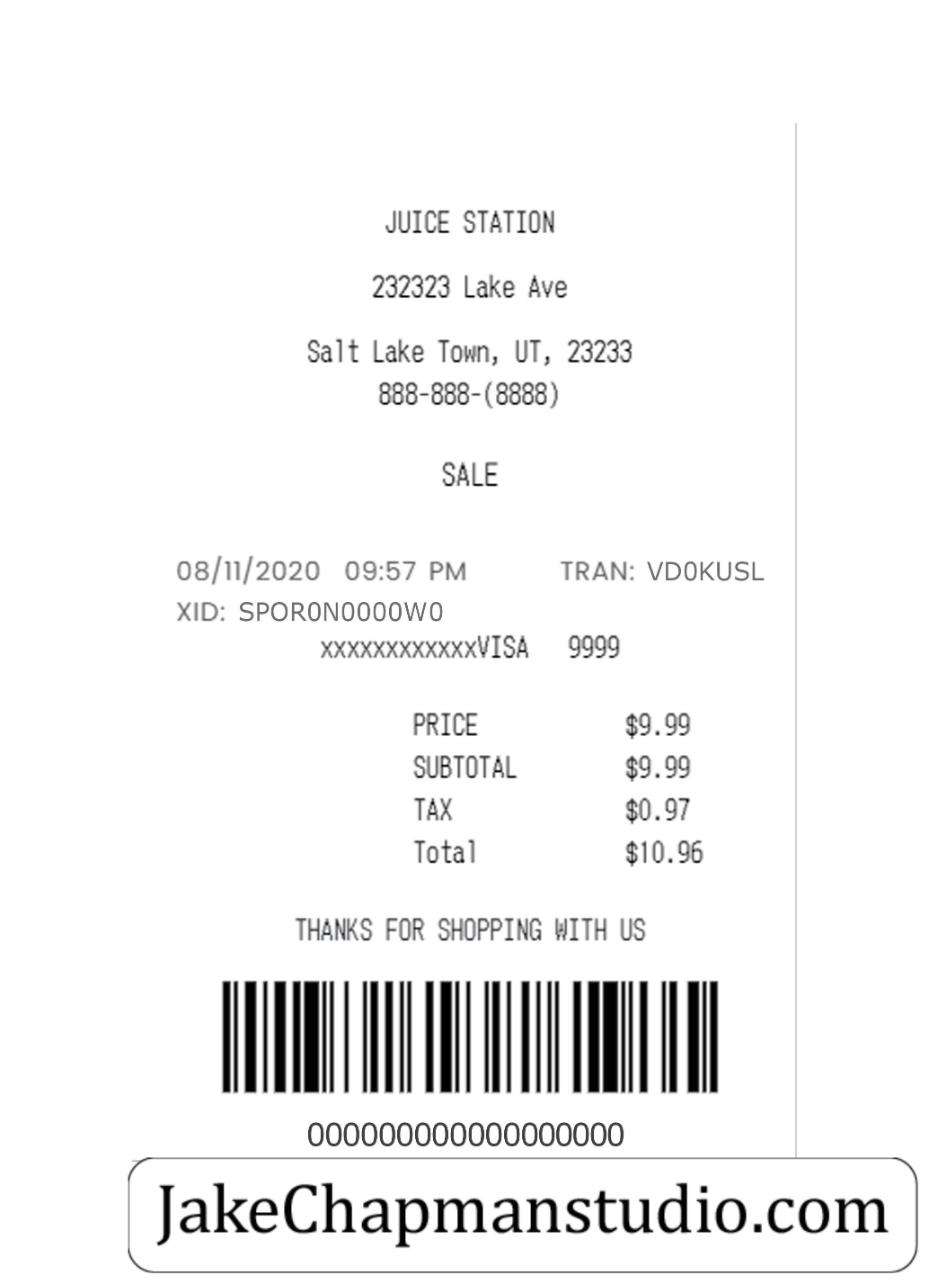 JUICE STATION
232323 Lake Ave
Salt Lake Town, UT, 23233
888-888-(8888)
SALE
08/11/2020 09:57 PM TRAN: VD0KUSL
XID: SPOR0N0000W0
xxxxxxxxxxxxVISA 9999
PRICE $9.99
SUBTOTAL $9.99
TAX $0.97
Total $10.96
THANKS FOR SHOPPING WITH US
000000000000000000
JakeChapmanstudio.com